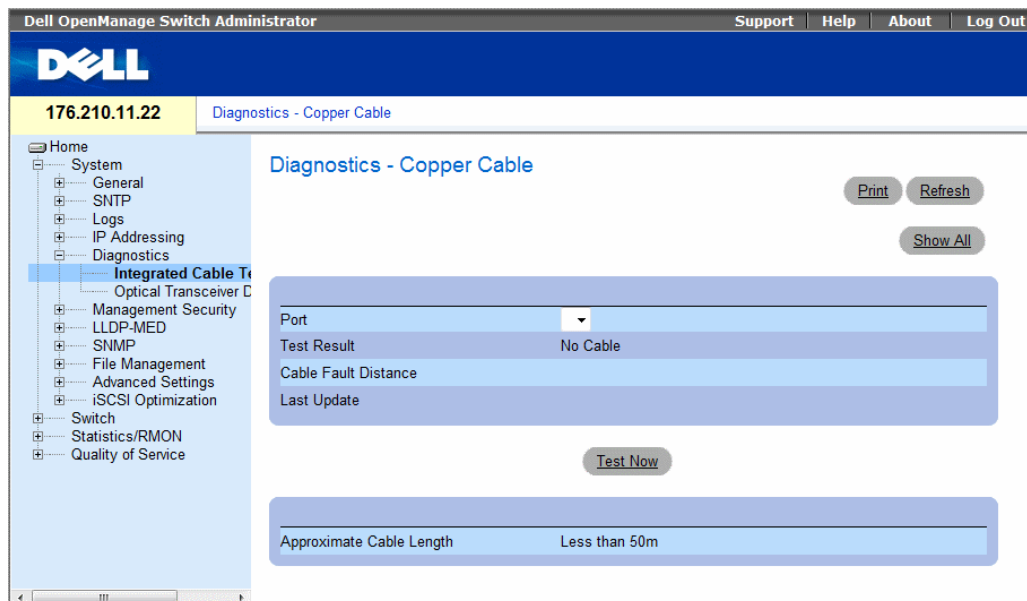 Dell OpenManage Switch Administrator
Support | Help | About | Log Out
DELL
176.210.11.22
Diagnostics - Copper Cable
Home
System
General
SNTP
Logs
IP Addressing
Diagnostics
Integrated Cable Te
Optical Transceiver D
Management Security
LLDP-MED
SNMP
File Management
Advanced Settings
iSCSI Optimization
Switch
Statistics/RMON
Quality of Service
Diagnostics - Copper Cable
Print Refresh
Show All
Port
Test Result No Cable
Cable Fault Distance
Last Update
Test Now
Approximate Cable Length Less than 50m